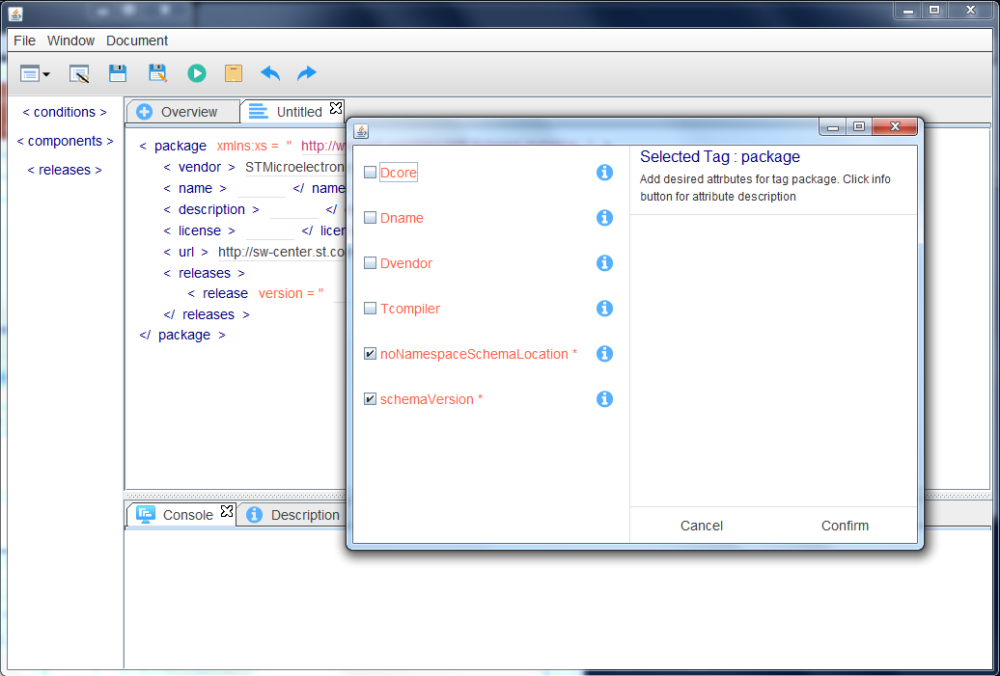 File Window Document
< conditions >
< components >
< releases >
Overview
Untitled
< package xmlns:xs = " http://w
< vendor > STMicroelectron
< name > </ name
< description > </
< license > </ licer
< url > http://sw-center.st.co
< releases >
< release version = "
</ releases >
</ package >
Dcore
Dname
Dvendor
Tcompiler
noNamespaceSchemaLocation *
schemaVersion *
Selected Tag : package
Add desired attrbutes for tag package. Click info
button for attribute description
Cancel Confirm
Console
Description